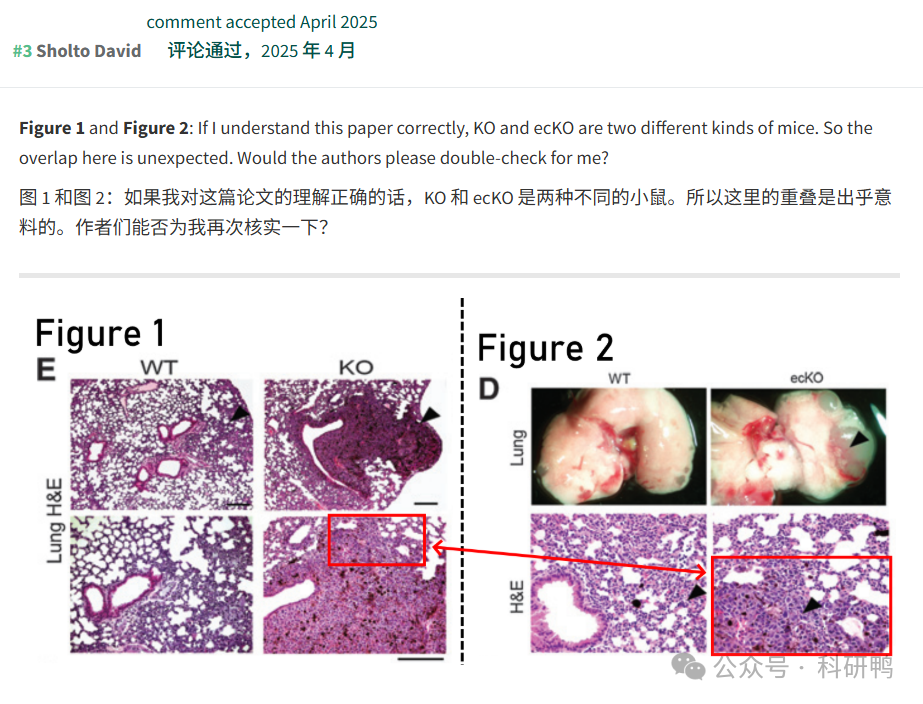 comment accepted April 2025
#3 Sholto David 评论通过，2025 年 4 月
Figure 1 and Figure 2: If I understand this paper correctly, KO and ecKO are two different kinds of mice. So the
overlap here is unexpected. Would the authors please double-check for me?
图 1 和图 2：如果我对这篇论文的理解正确的话，KO 和 ecKO 是两种不同的小鼠。所以这里的重叠是出乎意
料的。作者们能否为我再次核实一下？
Figure 1
E
WT
KO
Lung H&E
Figure 2
D
WT
ecKO
Lung
H&E
公众号 · 科研鸭